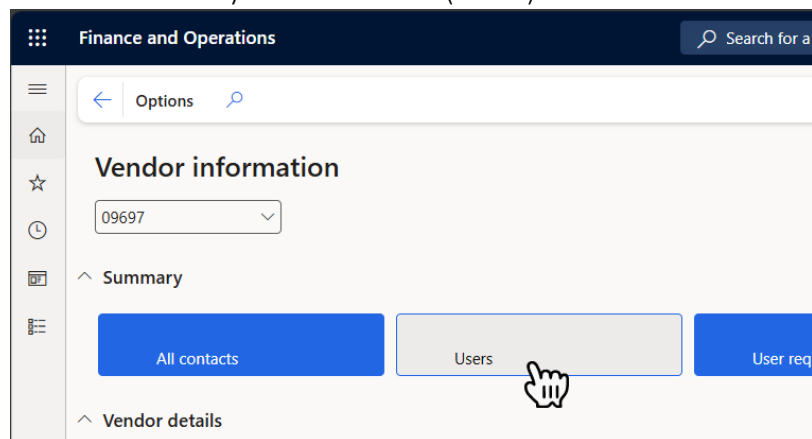 Finance and Operations
Search for a
Options
Vendor information
09697
Summary
All contacts
Users
User req
Vendor details